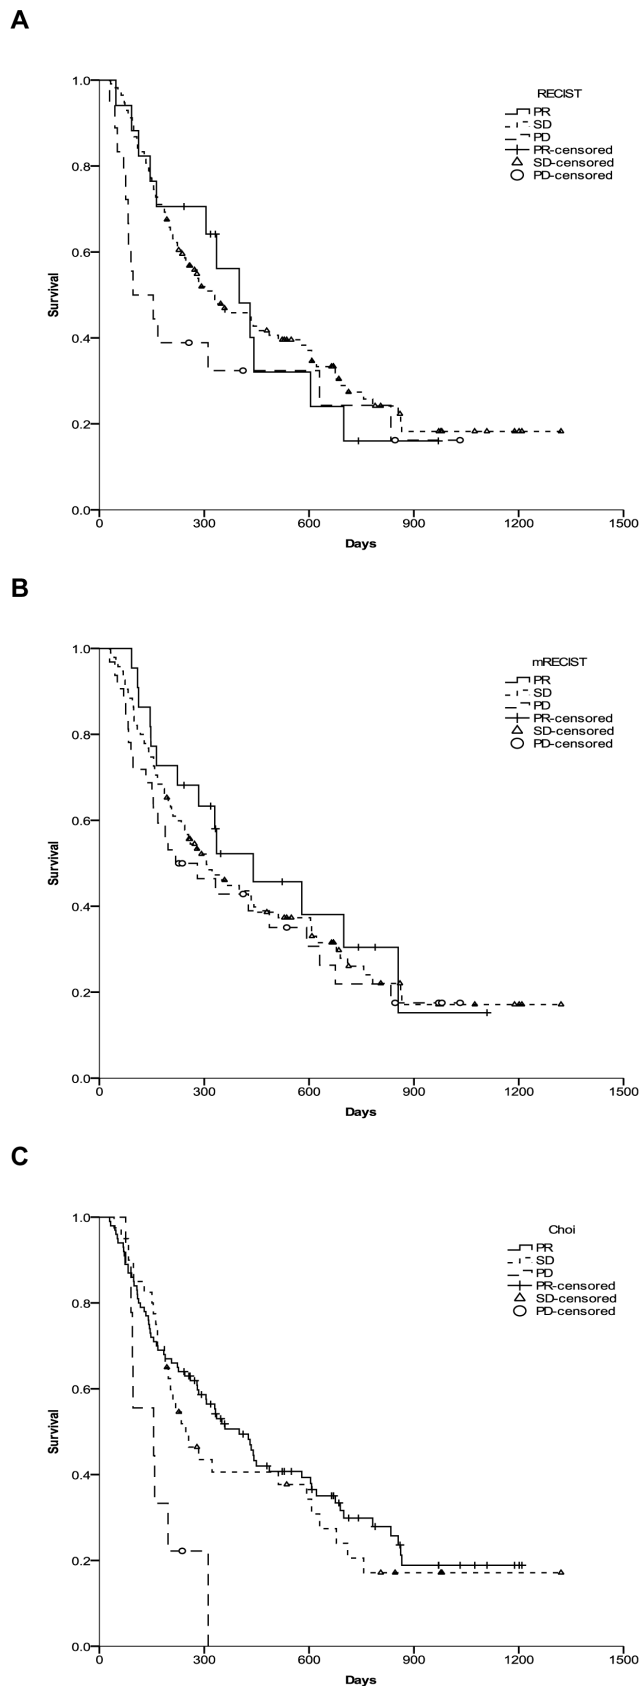 A
RECIST
PR
SD
PD
PR-censored
SD-censored
PD-censored
1.0
0.8
0.6
0.4
0.2
0.0
Survival
0 300 600 900 1200 1500
Days
B
mRECIST
PR
SD
PD
PR-censored
SD-censored
PD-censored
1.0
0.8
0.6
0.4
0.2
0.0
Survival
0 300 600 900 1200 1500
Days
C
Choi
PR
SD
PD
PR-censored
SD-censored
PD-censored
1.0
0.8
0.6
0.4
0.2
0.0
Survival
0 300 600 900 1200 1500
Days